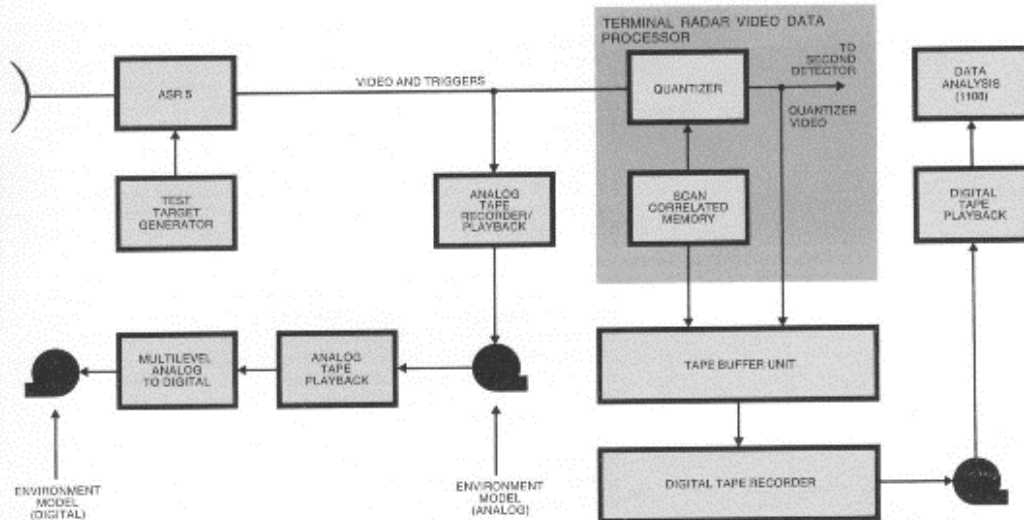 TERMINAL RADAR VIDEO DATA
PROCESSOR
TO
SECOND
DETECTOR
ASR 5
VIDEO AND TRIGGERS
QUANTIZER
QUANTIZER
VIDEO
DATA
ANALYSIS
(1108)
TEST
TARGET
GENERATOR
ANALOG
TAPE
RECORDER/
PLAYBACK
SCAN
CORRELATED
MEMORY
DIGITAL
TAPE
PLAYBACK
MULTILEVEL
ANALOG
TO DIGITAL
ANALOG
TAPE
PLAYBACK
TAPE BUFFER UNIT
ENVIRONMENT
MODEL
(DIGITAL)
ENVIRONMENT
MODEL
(ANALOG)
DIGITAL TAPE RECORDER